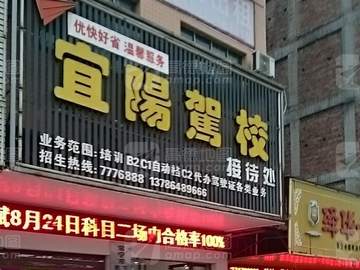 优快好省 温馨服务
宜陽駕校
接待处
业务范围:培训B2C1自动档C2代办驾驶证各类业务
招生热线:7776888 13786489666
试8月24日科目二场内合格率100%